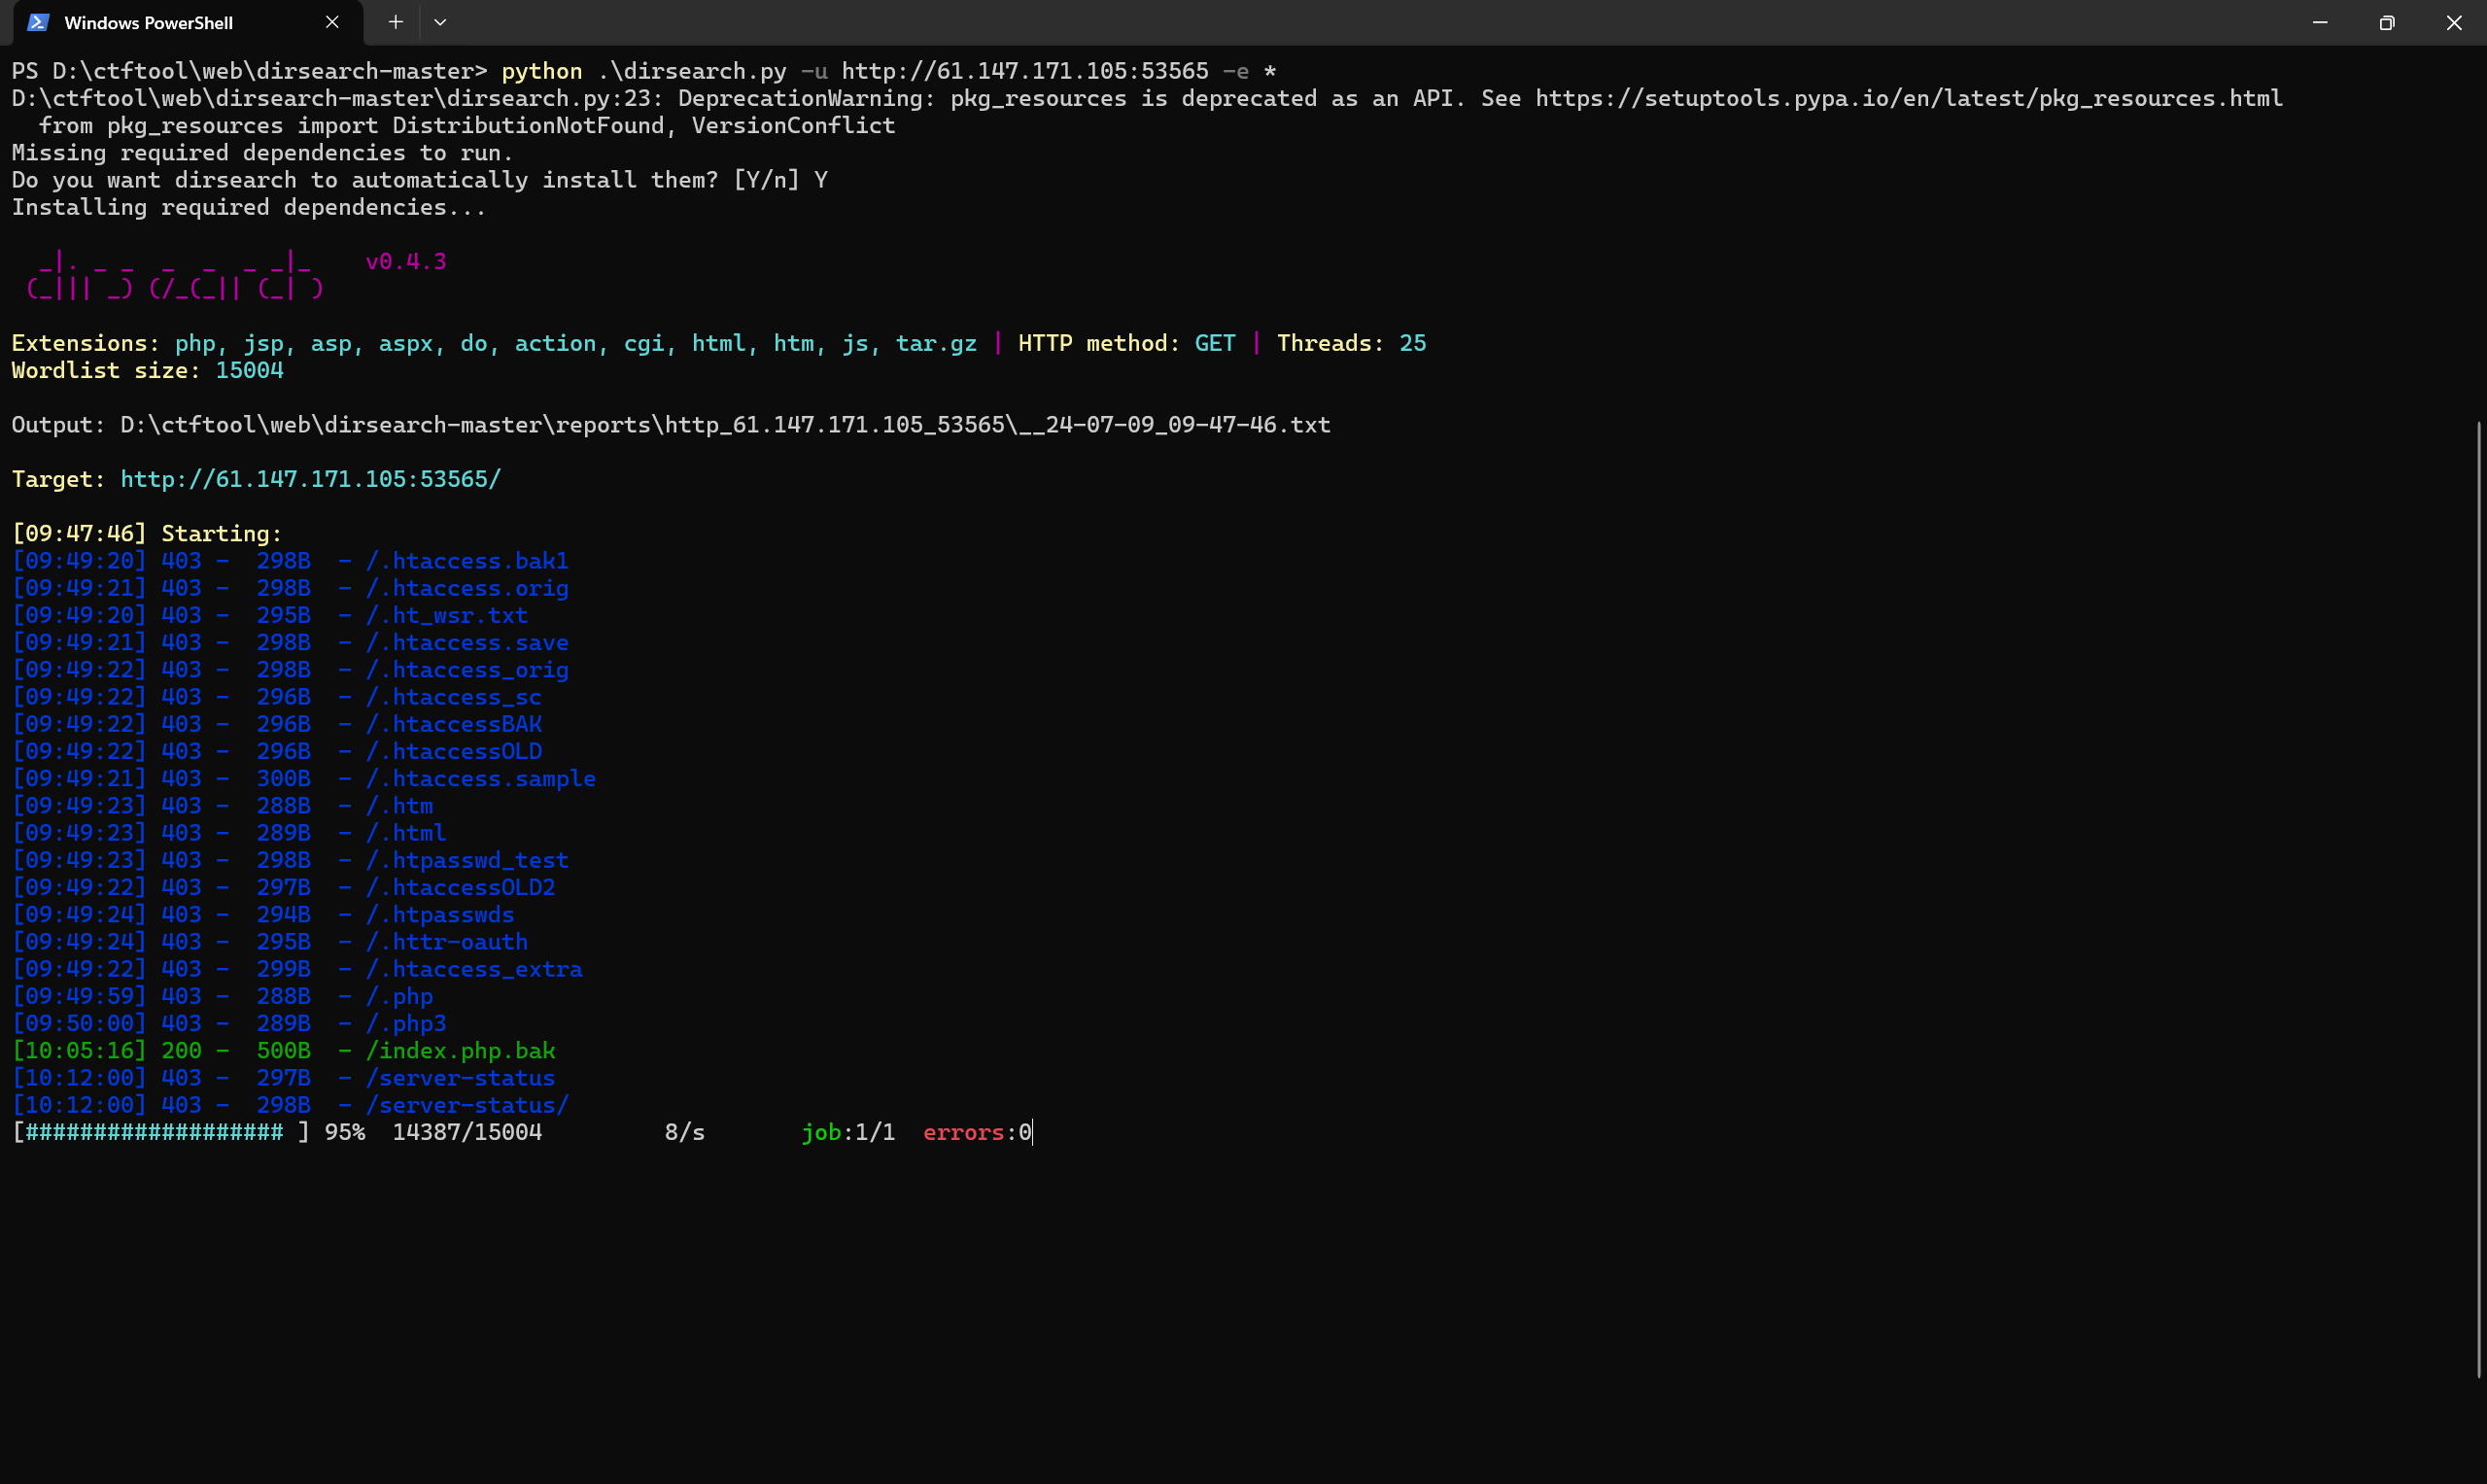 Windows PowerShell
PS D:\ctftool\web\dirsearch-master> python .\dirsearch.py -u http://61.147.171.105:53565 -e *
D:\ctftool\web\dirsearch-master\dirsearch.py:23: DeprecationWarning: pkg_resources is deprecated as an API. See https://setuptools.pypa.io/en/latest/pkg_resources.html
  from pkg_resources import DistributionNotFound, VersionConflict
Missing required dependencies to run.
Do you want dirsearch to automatically install them? [Y/n] Y
Installing required dependencies...
  _|. _ _  _  _  _ _|_    v0.4.3
 (_||| _) (/_(_|| (_| )
Extensions: php, jsp, asp, aspx, do, action, cgi, html, htm, js, tar.gz | HTTP method: GET | Threads: 25
Wordlist size: 15004
Output: D:\ctftool\web\dirsearch-master\reports\http_61.147.171.105_53565\__24-07-09_09-47-46.txt
Target: http://61.147.171.105:53565/
[09:47:46] Starting:
[09:49:20] 403 -  298B  - /.htaccess.bak1
[09:49:21] 403 -  298B  - /.htaccess.orig
[09:49:20] 403 -  295B  - /.ht_wsr.txt
[09:49:21] 403 -  298B  - /.htaccess.save
[09:49:22] 403 -  298B  - /.htaccess_orig
[09:49:22] 403 -  296B  - /.htaccess_sc
[09:49:22] 403 -  296B  - /.htaccessBAK
[09:49:22] 403 -  296B  - /.htaccessOLD
[09:49:21] 403 -  300B  - /.htaccess.sample
[09:49:23] 403 -  288B  - /.htm
[09:49:23] 403 -  289B  - /.html
[09:49:23] 403 -  298B  - /.htpasswd_test
[09:49:22] 403 -  297B  - /.htaccessOLD2
[09:49:24] 403 -  294B  - /.htpasswds
[09:49:24] 403 -  295B  - /.httr-oauth
[09:49:22] 403 -  299B  - /.htaccess_extra
[09:49:59] 403 -  288B  - /.php
[09:50:00] 403 -  289B  - /.php3
[10:05:16] 200 -  500B  - /index.php.bak
[10:12:00] 403 -  297B  - /server-status
[10:12:00] 403 -  298B  - /server-status/
[################### ] 95%  14387/15004         8/s       job:1/1  errors:0